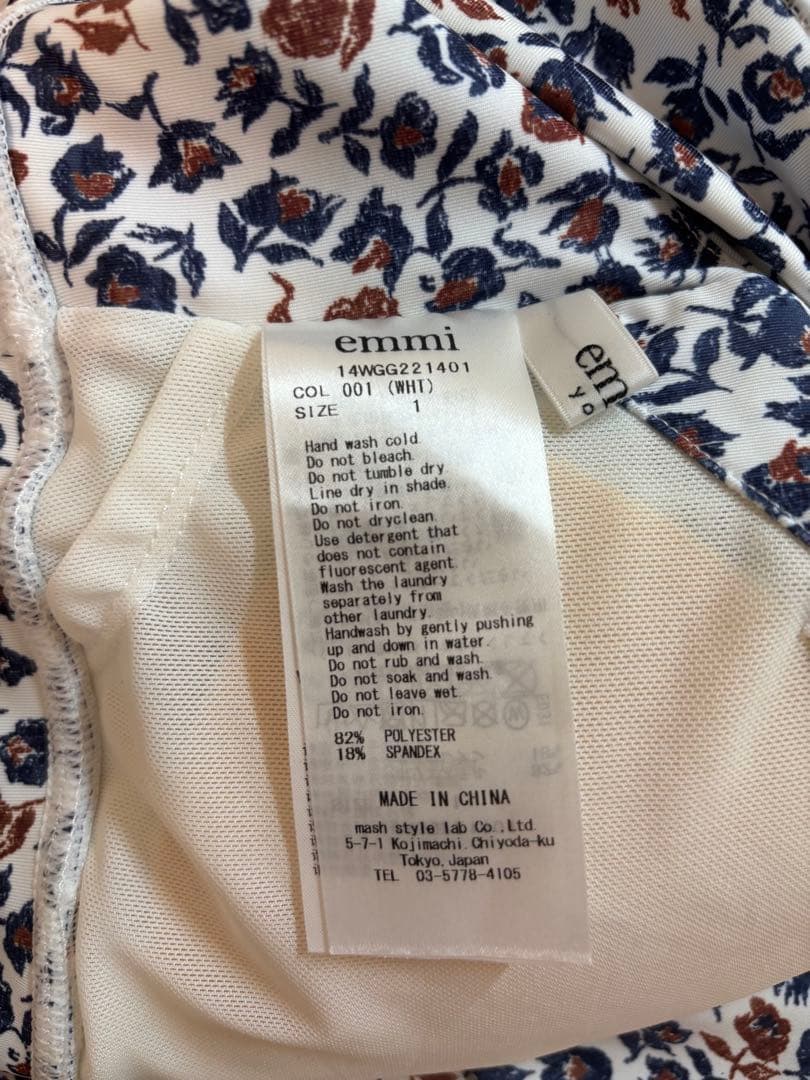 emmi
14WGG221401
COL 001 (WHT)
SIZE 1
Hand wash cold.
Do not bleach.
Do not tumble dry.
Line dry in shade.
Do not iron.
Do not dryclean.
Use detergent that
does not contain
fluorescent agent.
Wash the laundry
separately from
other laundry.
Handwash by gently pushing
up and down in water.
Do not rub and wash.
Do not soak and wash.
Do not leave wet.
Do not iron.
82% POLYESTER
18% SPANDEX
MADE IN CHINA
mash style lab Co.,Ltd.
5-7-1 Kojimachi, Chiyoda-ku
Tokyo, Japan
TEL 03-5778-4105
em
YO